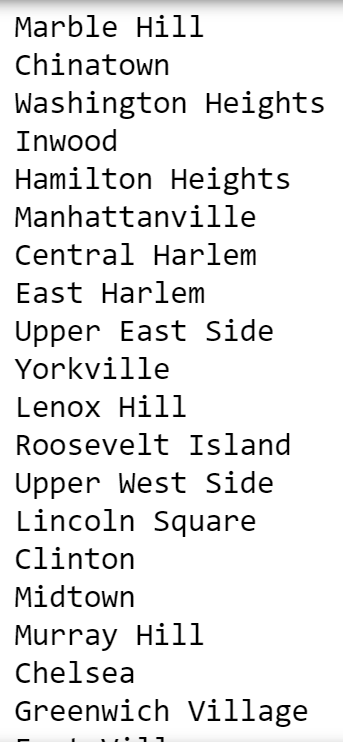 Marble Hill
Chinatown
Washington Heights
Inwood
Hamilton Heights
Manhattanville
Central Harlem
East Harlem
Upper East Side
Yorkville
Lenox Hill
Roosevelt Island
Upper West Side
Lincoln Square
Clinton
Midtown
Murray Hill
Chelsea
Greenwich Village